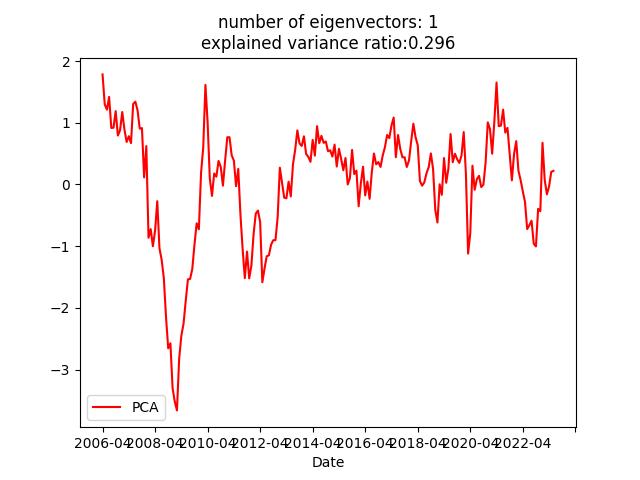 number of eigenvectors: 1
explained variance ratio:0.296
2
1
0
−1
−2
−3
PCA
2006-04 2008-04 2010-04 2012-04 2014-04 2016-04 2018-04 2020-04 2022-04
Date